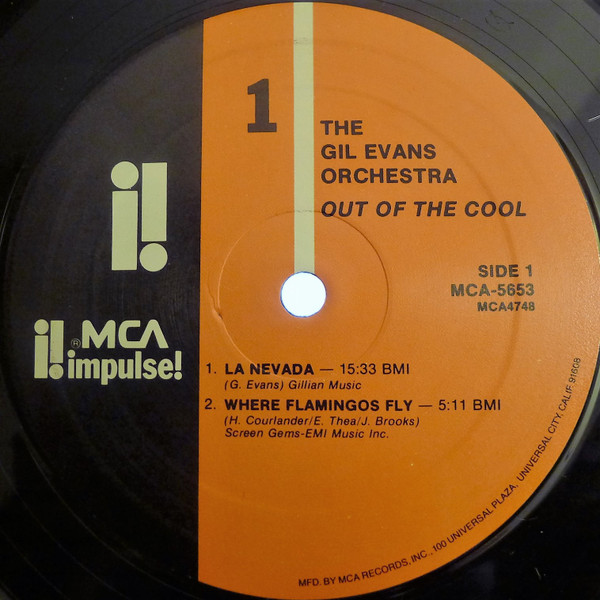 1
THE
GIL EVANS
ORCHESTRA
OUT OF THE COOL
i!
SIDE 1
MCA-5653
MCA4748
i! ® MCA
impulse!
1. LA NEVADA — 15:33 BMI
(G. Evans) Gillian Music
2. WHERE FLAMINGOS FLY — 5:11 BMI
(H. Courlander/E. Thea/J. Brooks)
Screen Gems-EMI Music Inc.
MFD. BY MCA RECORDS, INC., 100 UNIVERSAL PLAZA, UNIVERSAL CITY, CALIF. 91608